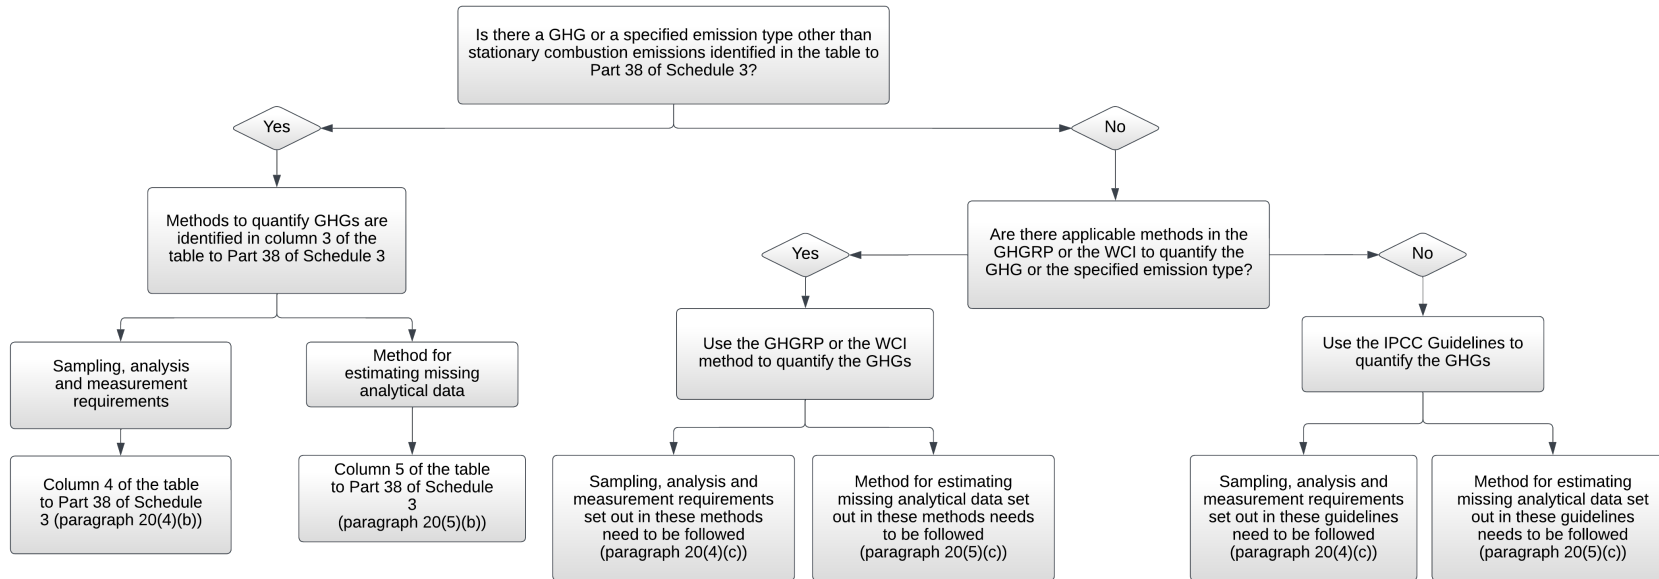 Is there a GHG or a specified emission type other than
stationary combustion emissions identified in the table to
Part 38 of Schedule 3?
Yes
No
Methods to quantify GHGs are
identified in column 3 of the
table to Part 38 of Schedule 3
Are there applicable methods in the
GHGRP or the WCI to quantify the
GHG or the specified emission type?
Yes
No
Sampling, analysis
and measurement
requirements
Method for
estimating missing
analytical data
Use the GHGRP or the WCI
method to quantify the GHGs
Use the IPCC Guidelines to
quantify the GHGs
Column 4 of the table
to Part 38 of Schedule
3 (paragraph 20(4)(b))
Column 5 of the table
to Part 38 of Schedule
3
(paragraph 20(5)(b))
Sampling, analysis and
measurement requirements
set out in these methods
need to be followed
(paragraph 20(4)(c))
Method for estimating
missing analytical data set
out in these methods needs
to be followed
(paragraph 20(5)(c))
Sampling, analysis and
measurement requirements
set out in these guidelines
need to be followed
(paragraph 20(4)(c))
Method for estimating
missing analytical data set
out in these guidelines
needs to be followed
(paragraph 20(5)(c))